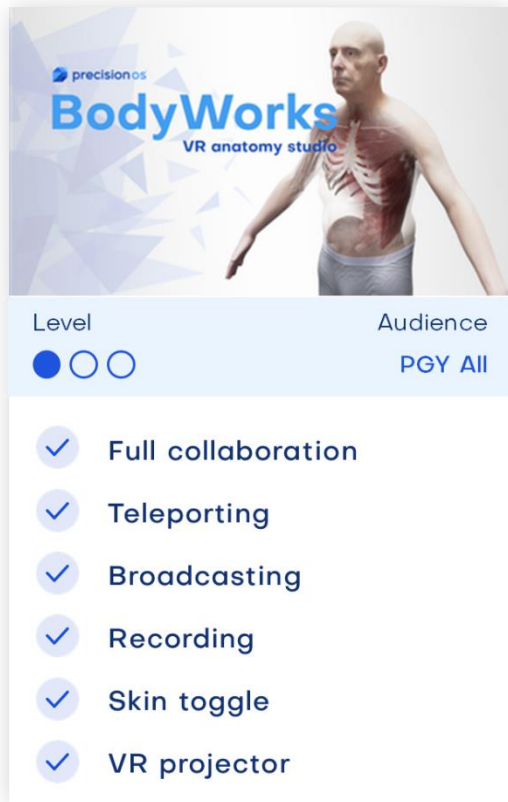 precisionos
BodyWorks
VR anatomy studio
Level
Audience
PGY All
Full collaboration
Teleporting
Broadcasting
Recording
Skin toggle
VR projector